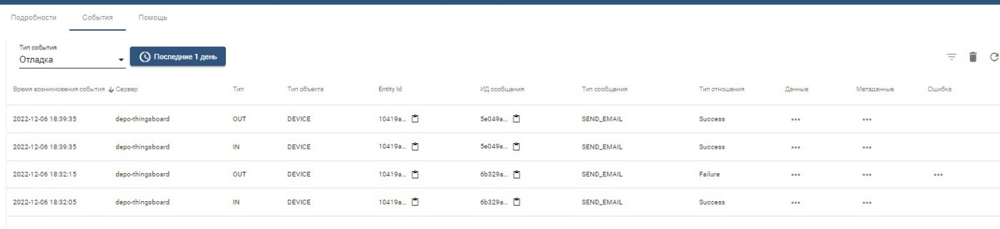 Подробности События Помощь
Тип события
Отладка Последние 1 день
Время возникновения события Сервер Тип Тип объекта Entity Id ИД сообщения Тип сообщения Тип отношения Данные Метаданные Ошибка
2022-12-06 18:39:35 depo-thingsboard OUT DEVICE 10419a... 5e049a... SEND_EMAIL Success ... ...
2022-12-06 18:39:35 depo-thingsboard IN DEVICE 10419a... 5e049a... SEND_EMAIL Success ... ...
2022-12-06 18:32:15 depo-thingsboard OUT DEVICE 10419a... 6b329a... SEND_EMAIL Failure ... ... ...
2022-12-06 18:32:05 depo-thingsboard IN DEVICE 10419a... 6b329a... SEND_EMAIL Success ... ...